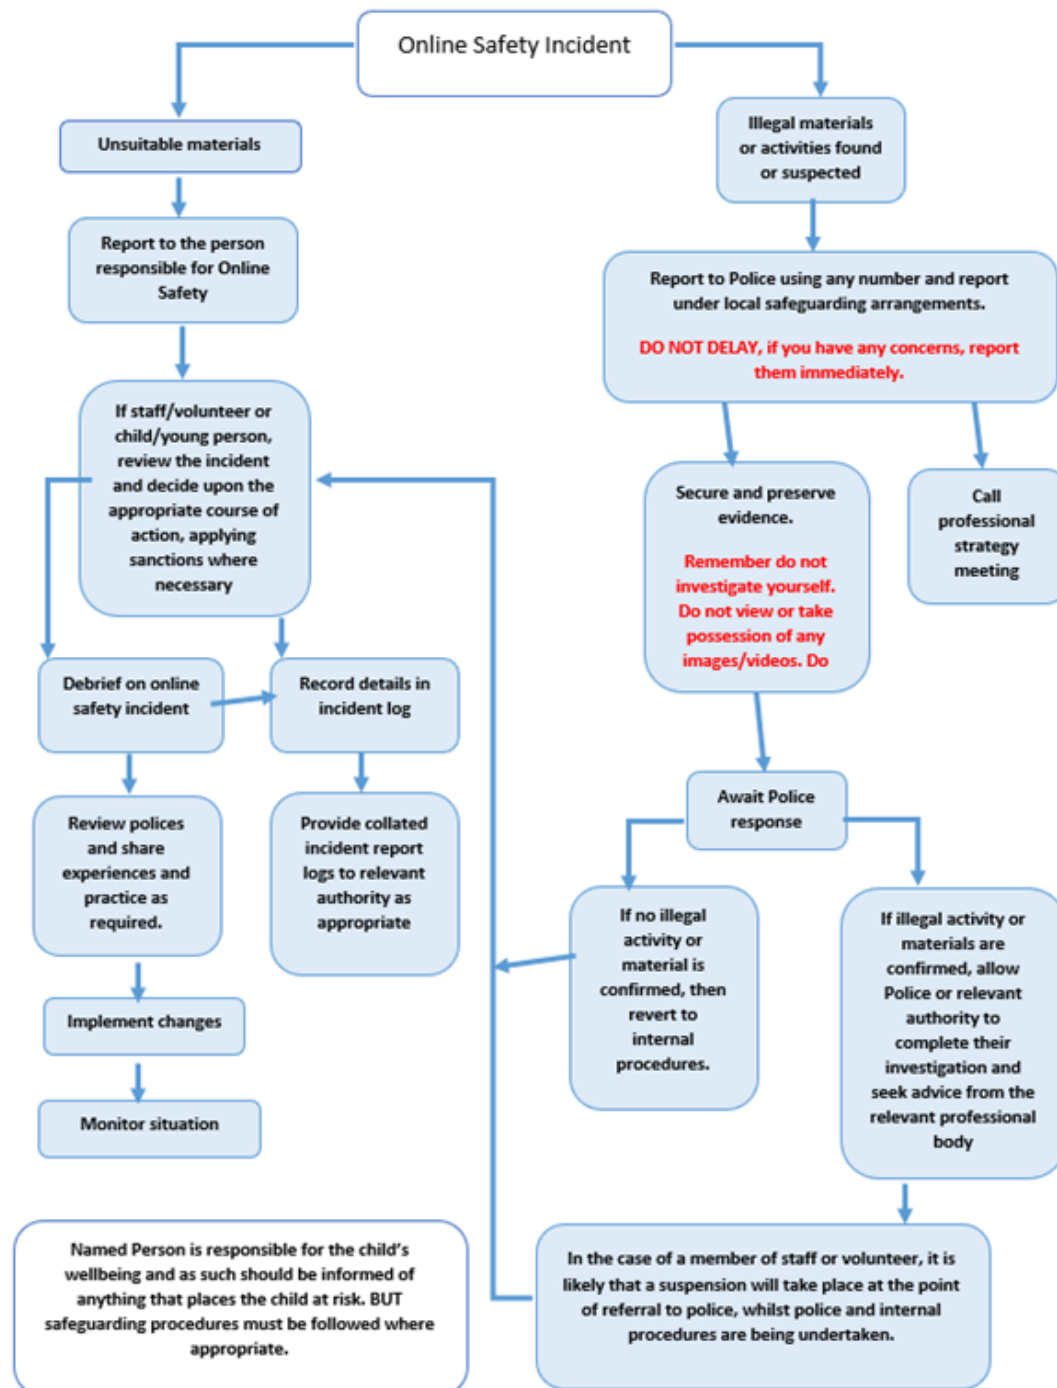 Online Safety Incident
Unsuitable materials
Report to the person
responsible for Online
Safety
If staff/volunteer or
child/young person,
review the incident
and decide upon the
appropriate course of
action, applying
sanctions where
necessary
Debrief on online
safety incident
Record details in
incident log
Review polices
and share
experiences and
practice as
required.
Provide collated
incident report
logs to relevant
authority as
appropriate
Implement changes
Monitor situation
Illegal materials
or activities found
or suspected
Report to Police using any number and report
under local safeguarding arrangements.
DO NOT DELAY, if you have any concerns, report
them immediately.
Secure and preserve
evidence.
Remember do not
investigate yourself.
Do not view or take
possession of any
images/videos. Do
Call
professional
strategy
meeting
Await Police
response
If no illegal
activity or
material is
confirmed, then
revert to
internal
procedures.
If illegal activity or
materials are
confirmed, allow
Police or relevant
authority to
complete their
investigation and
seek advice from the
relevant professional
body
In the case of a member of staff or volunteer, it is
likely that a suspension will take place at the point
of referral to police, whilst police and internal
procedures are being undertaken.
Named Person is responsible for the child's
wellbeing and as such should be informed of
anything that places the child at risk. BUT
safeguarding procedures must be followed where
appropriate.